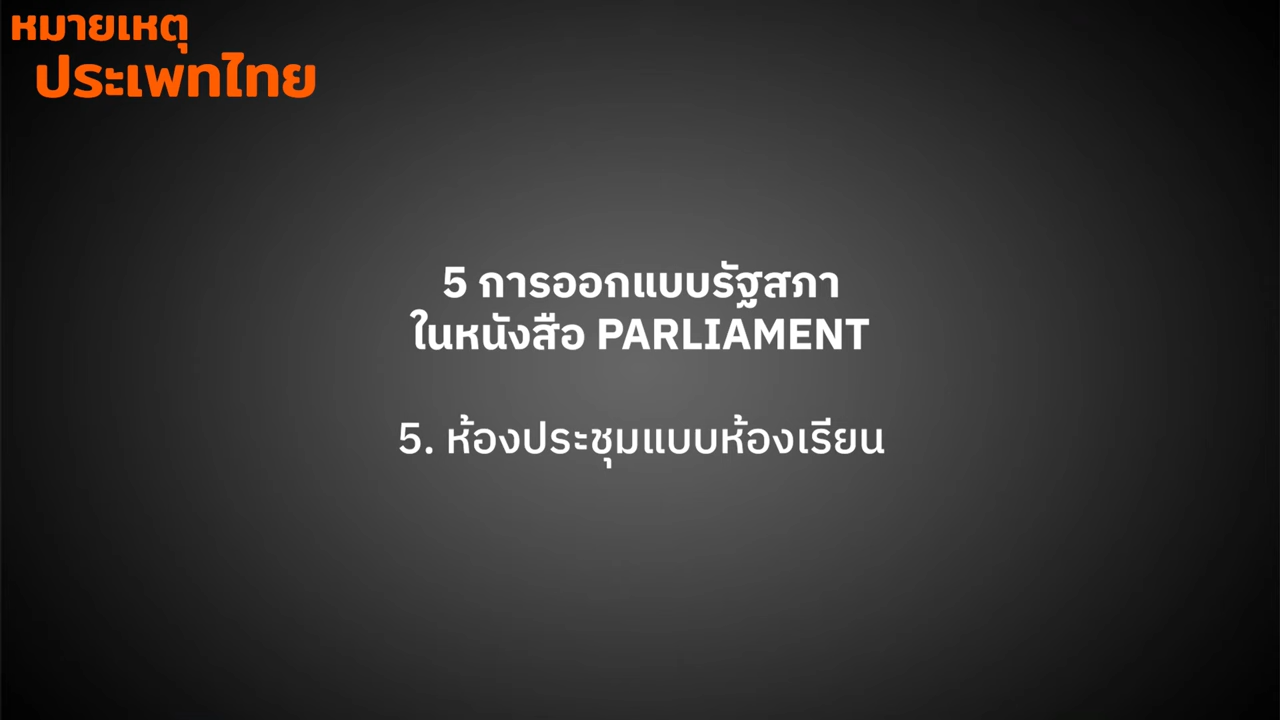 หมายเหตุ
ประเพทไทย
5 การออกแบบรัฐสภา
ในหนังสือ PARLIAMENT
5. ห้องประชุมแบบห้องเรียน